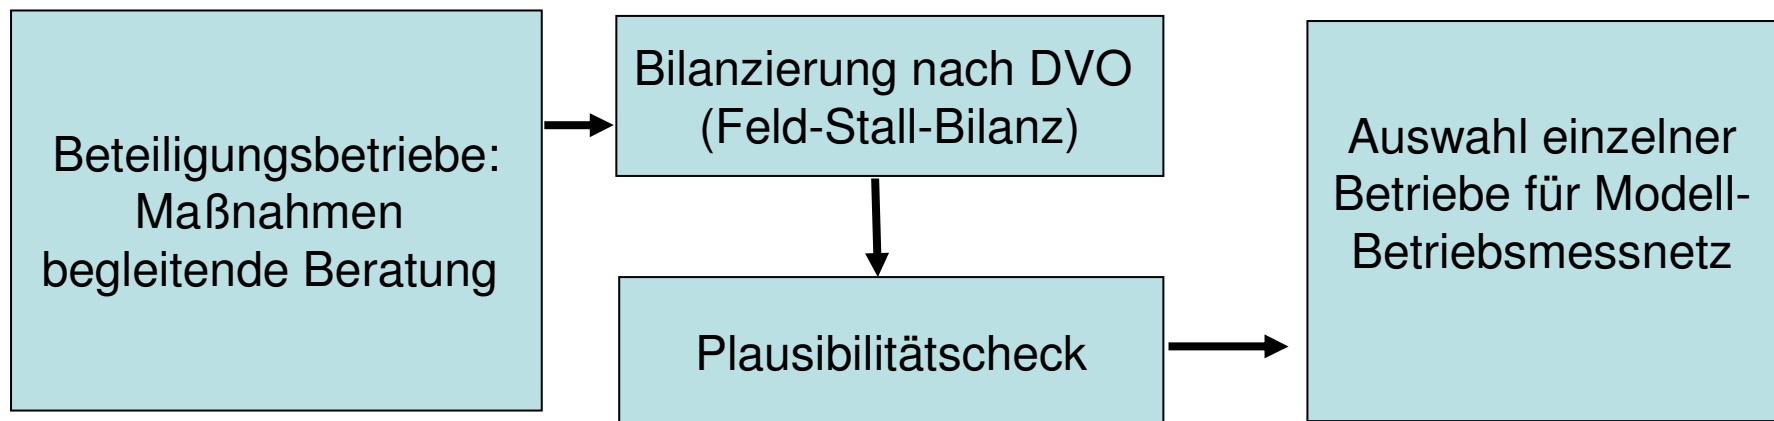 Beteiligungsbetriebe:
Maßnahmen
begleitende Beratung
Bilanzierung nach DVO
(Feld-Stall-Bilanz)
Plausibilitätscheck
Auswahl einzelner
Betriebe für Modell-
Betriebsmessnetz